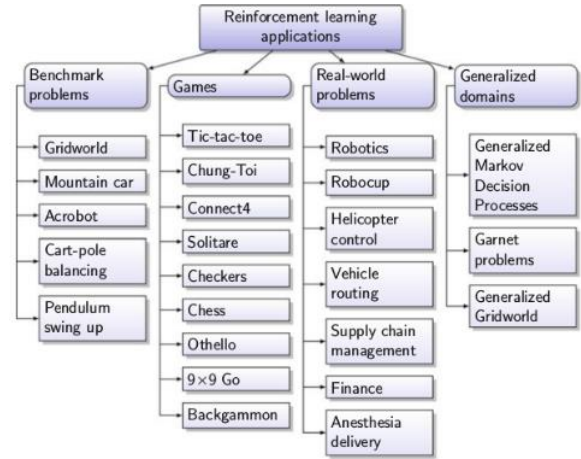 Reinforcement learning
applications
Benchmark
problems
Gridworld
Mountain car
Acrobot
Cart-pole
balancing
Pendulum
swing up
Games
Tic-tac-toe
Chung-Toi
Connect4
Solitare
Checkers
Chess
Othello
9×9 Go
Backgammon
Real-world
problems
Robotics
Robocup
Helicopter
control
Vehicle
routing
Supply chain
management
Finance
Anesthesia
delivery
Generalized
domains
Generalized
Markov
Decision
Processes
Garnet
problems
Generalized
Gridworld